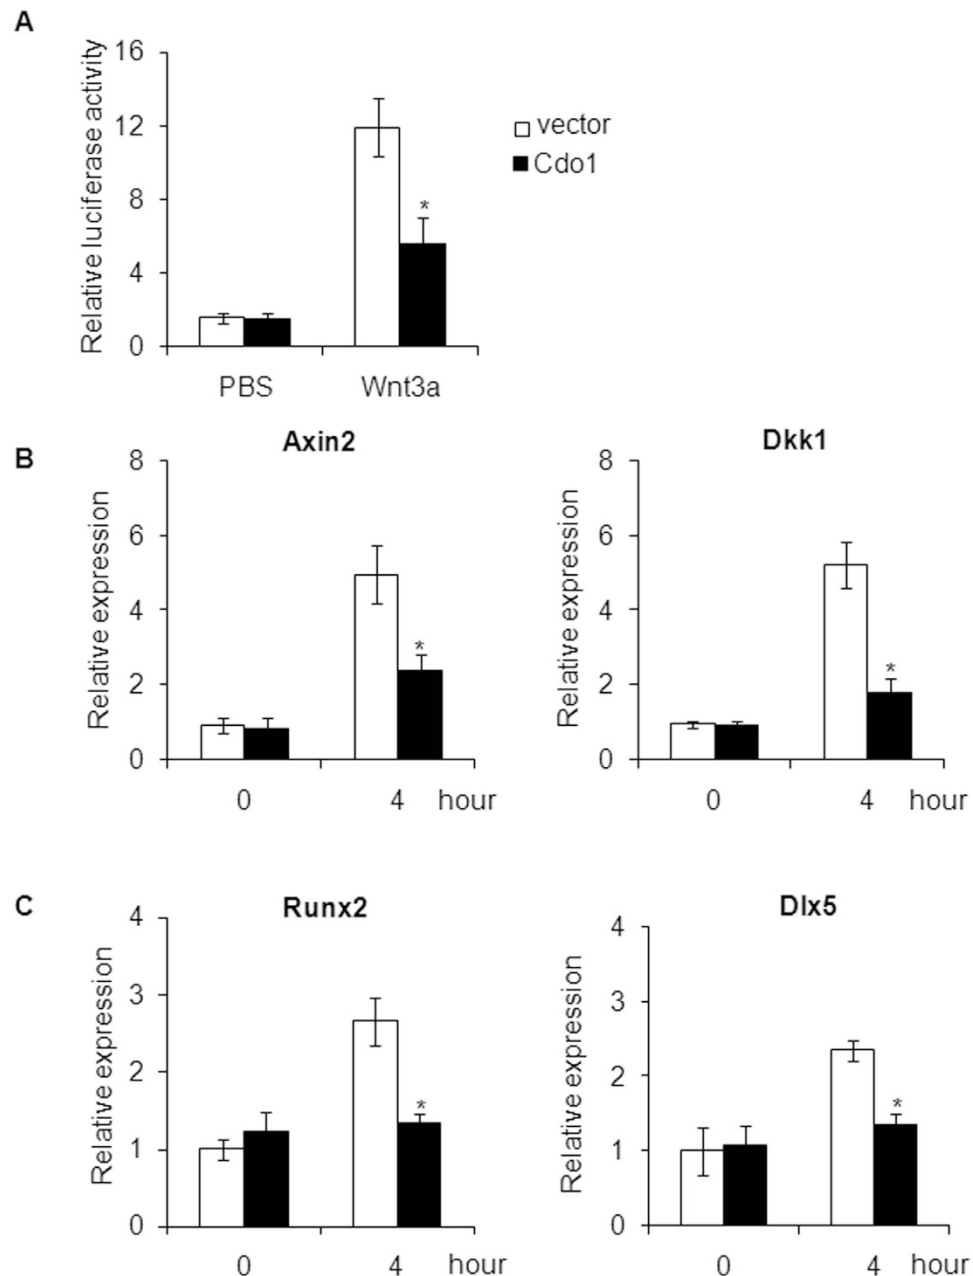 A
Relative luciferase activity
16
12
8
4
0
*
PBS
Wnt3a
vector
Cdo1
B
Axin2
Relative expression
8
6
4
2
0
*
0
4
hour
Dkk1
Relative expression
8
6
4
2
0
*
0
4
hour
C
Runx2
Relative expression
4
3
2
1
0
*
0
4
hour
Dlx5
Relative expression
4
3
2
1
0
*
0
4
hour